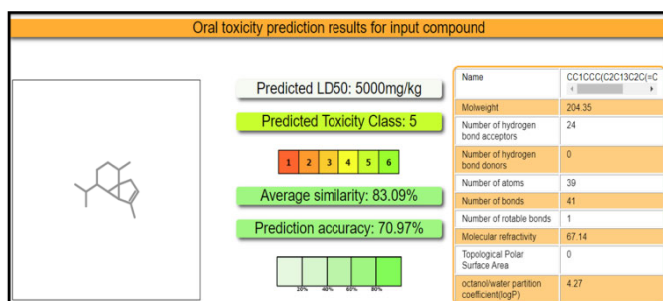 Oral toxicity prediction results for input compound
Predicted LD50: 5000mg/kg
Predicted Toxicity Class: 5
1 2 3 4 5 6
Average similarity: 83.09%
Prediction accuracy: 70.97%
20% 40% 60% 80%
Name CC1CCC(C2C13C2C(=C
Molweight 204.35
Number of hydrogen
bond acceptors 24
Number of hydrogen
bond donors 0
Number of atoms 39
Number of bonds 41
Number of rotable bonds 1
Molecular refractivity 67.14
Topological Polar
Surface Area 0
octanol/water partition
coefficient(logP) 4.27